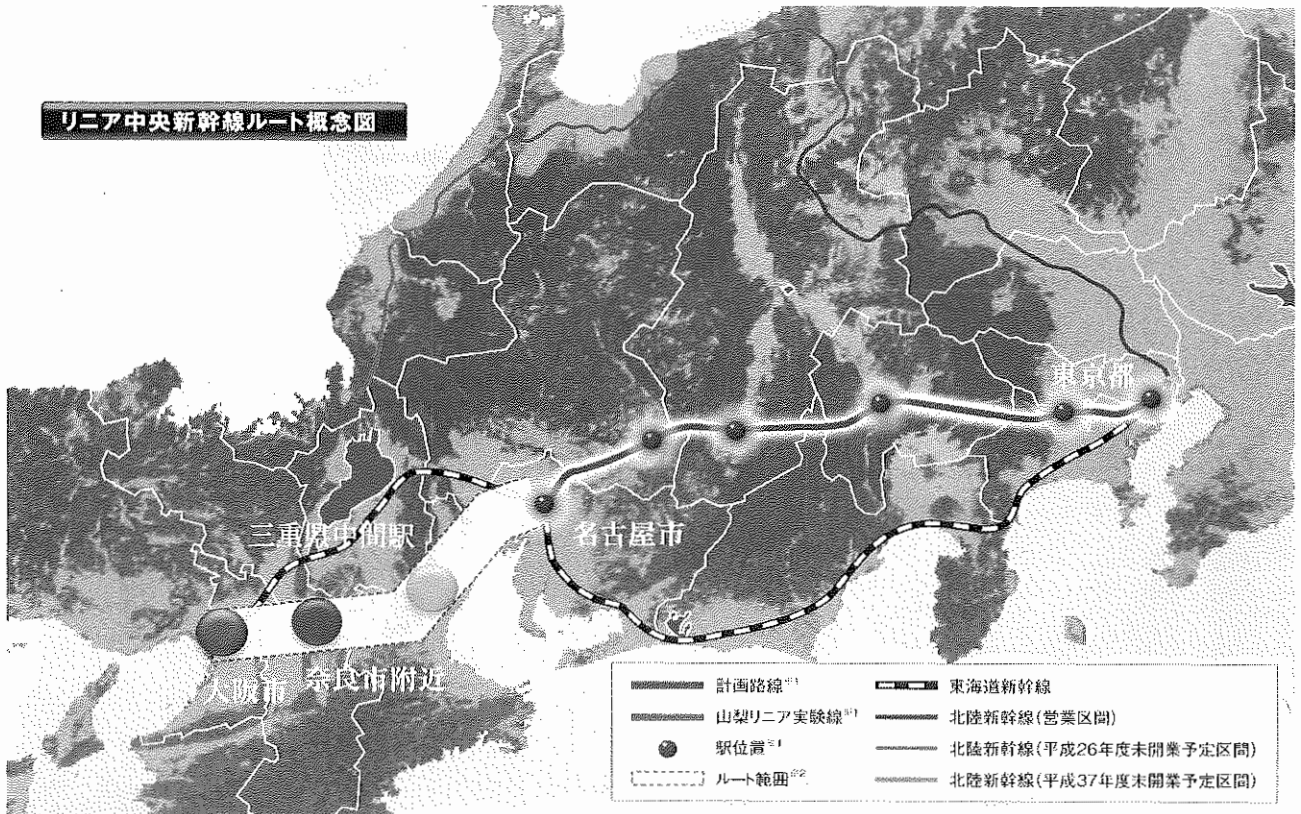 リニア中央新幹線ルート概念図
東京都
三重県中間駅
名古屋市
大阪市
奈良市附近
計画路線※1
山梨リニア実験線※1
駅位置※1
ルート範囲※2
東海道新幹線
北陸新幹線(営業区間)
北陸新幹線(平成26年度末開業予定区間)
北陸新幹線(平成37年度末開業予定区間)